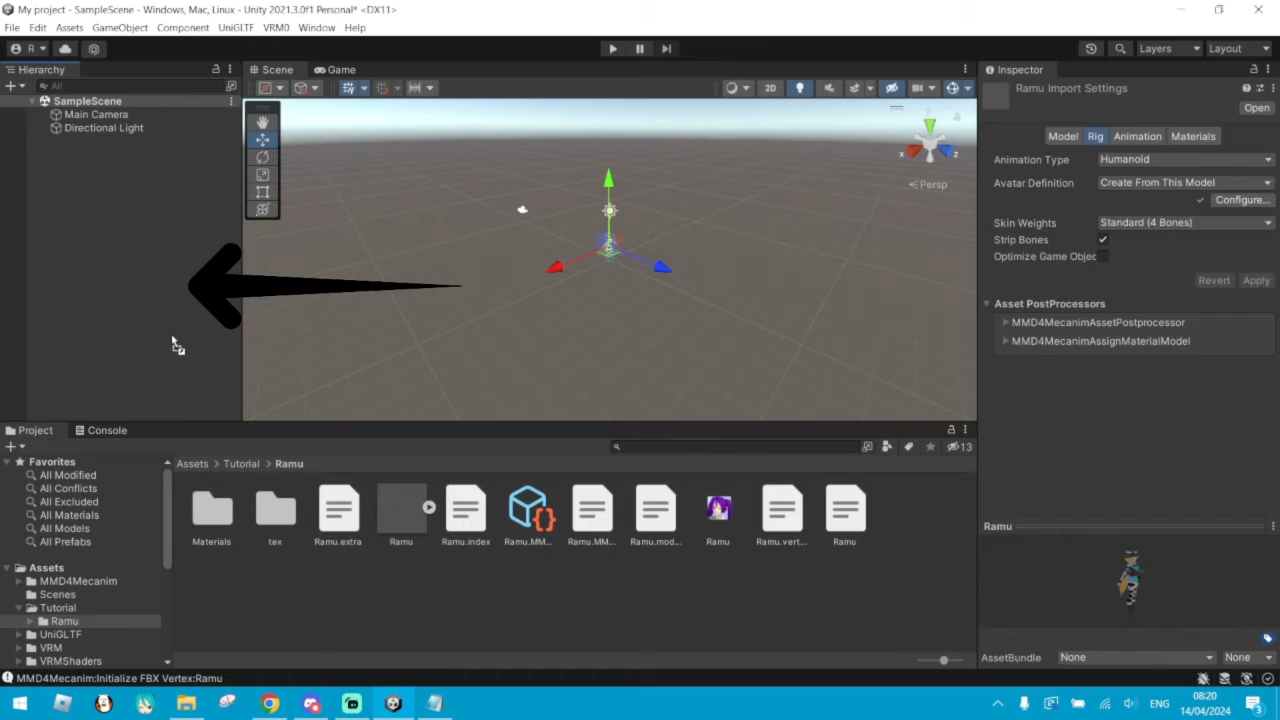 My project - SampleScene - Windows, Mac, Linux - Unity 2021.3.0f1 Personal* <DX11>
File Edit Assets GameObject Component UniGLTF VRM0 Window Help
R Layers Layout
Hierarchy
All
SampleScene
Main Camera
Directional Light
Scene Game
2D
x z
Persp
Inspector
Ramu Import Settings
Open
Model Rig Animation Materials
Animation Type Humanoid
Avatar Definition Create From This Model
Configure...
Skin Weights Standard (4 Bones)
Strip Bones
Optimize Game Objec
Revert Apply
Asset PostProcessors
MMD4MecanimAssetPostprocessor
MMD4MecanimAssignMaterialModel
Project Console
13
Favorites
All Modified
All Conflicts
All Excluded
All Materials
All Models
All Prefabs
Assets
MMD4Mecanim
Scenes
Tutorial
Ramu
UniGLTF
VRM
VRMShaders
Assets > Tutorial > Ramu
Materials tex Ramu.extra Ramu Ramu.index Ramu.MM... Ramu.MM... Ramu.mod... Ramu Ramu.vert... Ramu
Ramu
AssetBundle None None
MMD4Mecanim:Initialize FBX Vertex:Ramu
ENG 08:20
14/04/2024
3